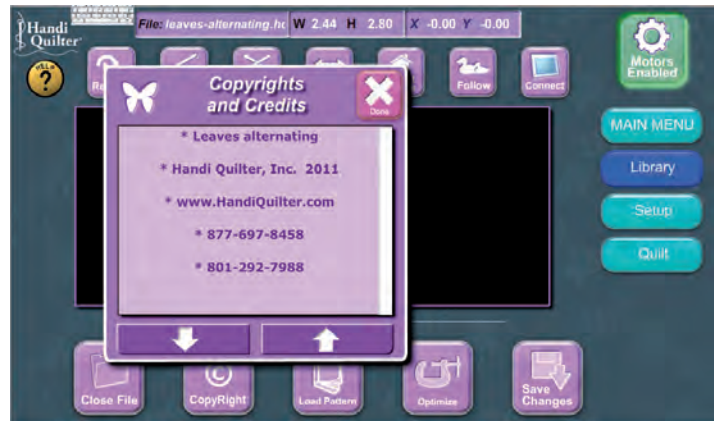 Handi
Quilter
File: leaves-alternating.hc W 2.44 H 2.80 X -0.00 Y -0.00
HELP
?
Motors
Enabled
Re
Follow
Connect
Copyrights
and Credits
Done
* Leaves alternating
* Handi Quilter, Inc. 2011
* www.HandiQuilter.com
* 877-697-8458
* 801-292-7988
MAIN MENU
Library
Setup
Quilt
Close File
©
CopyRight
Load Pattern
Optimize
Save
Changes